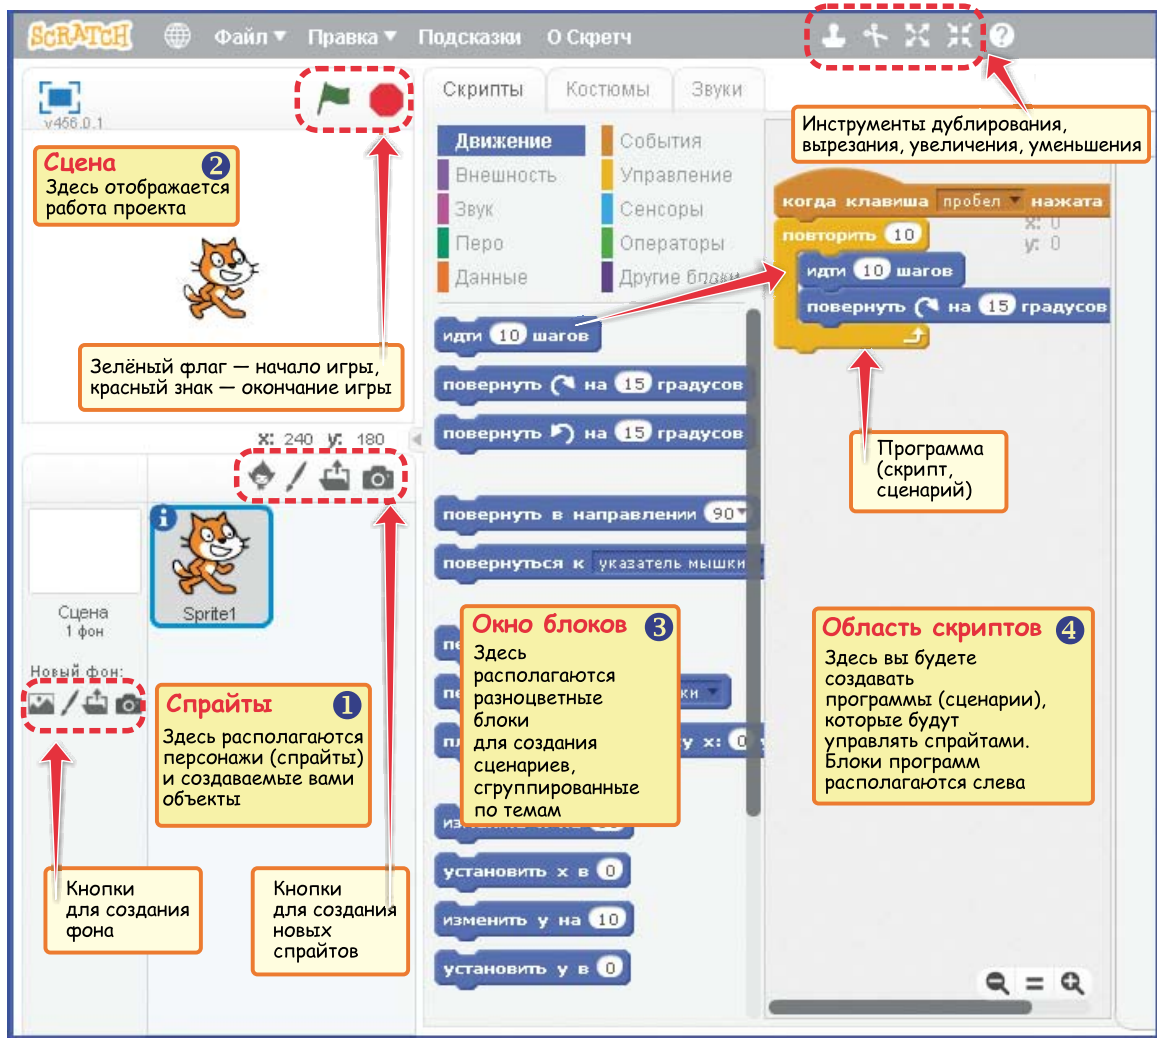 SCRATCH
Файл ▼ Правка ▼ Подсказки О Скретч
v456.0.1
Скрипты Костюмы Звуки
Инструменты дублирования,
вырезания, увеличения, уменьшения
Сцена 2
Здесь отображается
работа проекта
Движение
Внешность
Звук
Перо
Данные
События
Управление
Сенсоры
Операторы
Другие блоки
когда клавиша пробел нажата
повторить 10
идти 10 шагов
повернуть на 15 градусов
x: 0
y: 0
Зелёный флаг — начало игры,
красный знак — окончание игры
x: 240 y: 180
идти 10 шагов
повернуть на 15 градусов
повернуть на 15 градусов
повернуть в направлении 90
повернуться к указатель мышки
Программа
(скрипт,
сценарий)
Sprite1
Сцена
1 фон
Новый фон:
Спрайты 1
Здесь располагаются
персонажи (спрайты)
и создаваемые вами
объекты
Окно блоков 3
Здесь
располагаются
разноцветные
блоки
для создания
сценариев,
сгруппированные
по темам
у x: 0
установить x в 0
изменить y на 10
установить y в 0
Область скриптов 4
Здесь вы будете
создавать
программы (сценарии),
которые будут
управлять спрайтами.
Блоки программ
располагаются слева
Кнопки
для создания
фона
Кнопки
для создания
новых
спрайтов